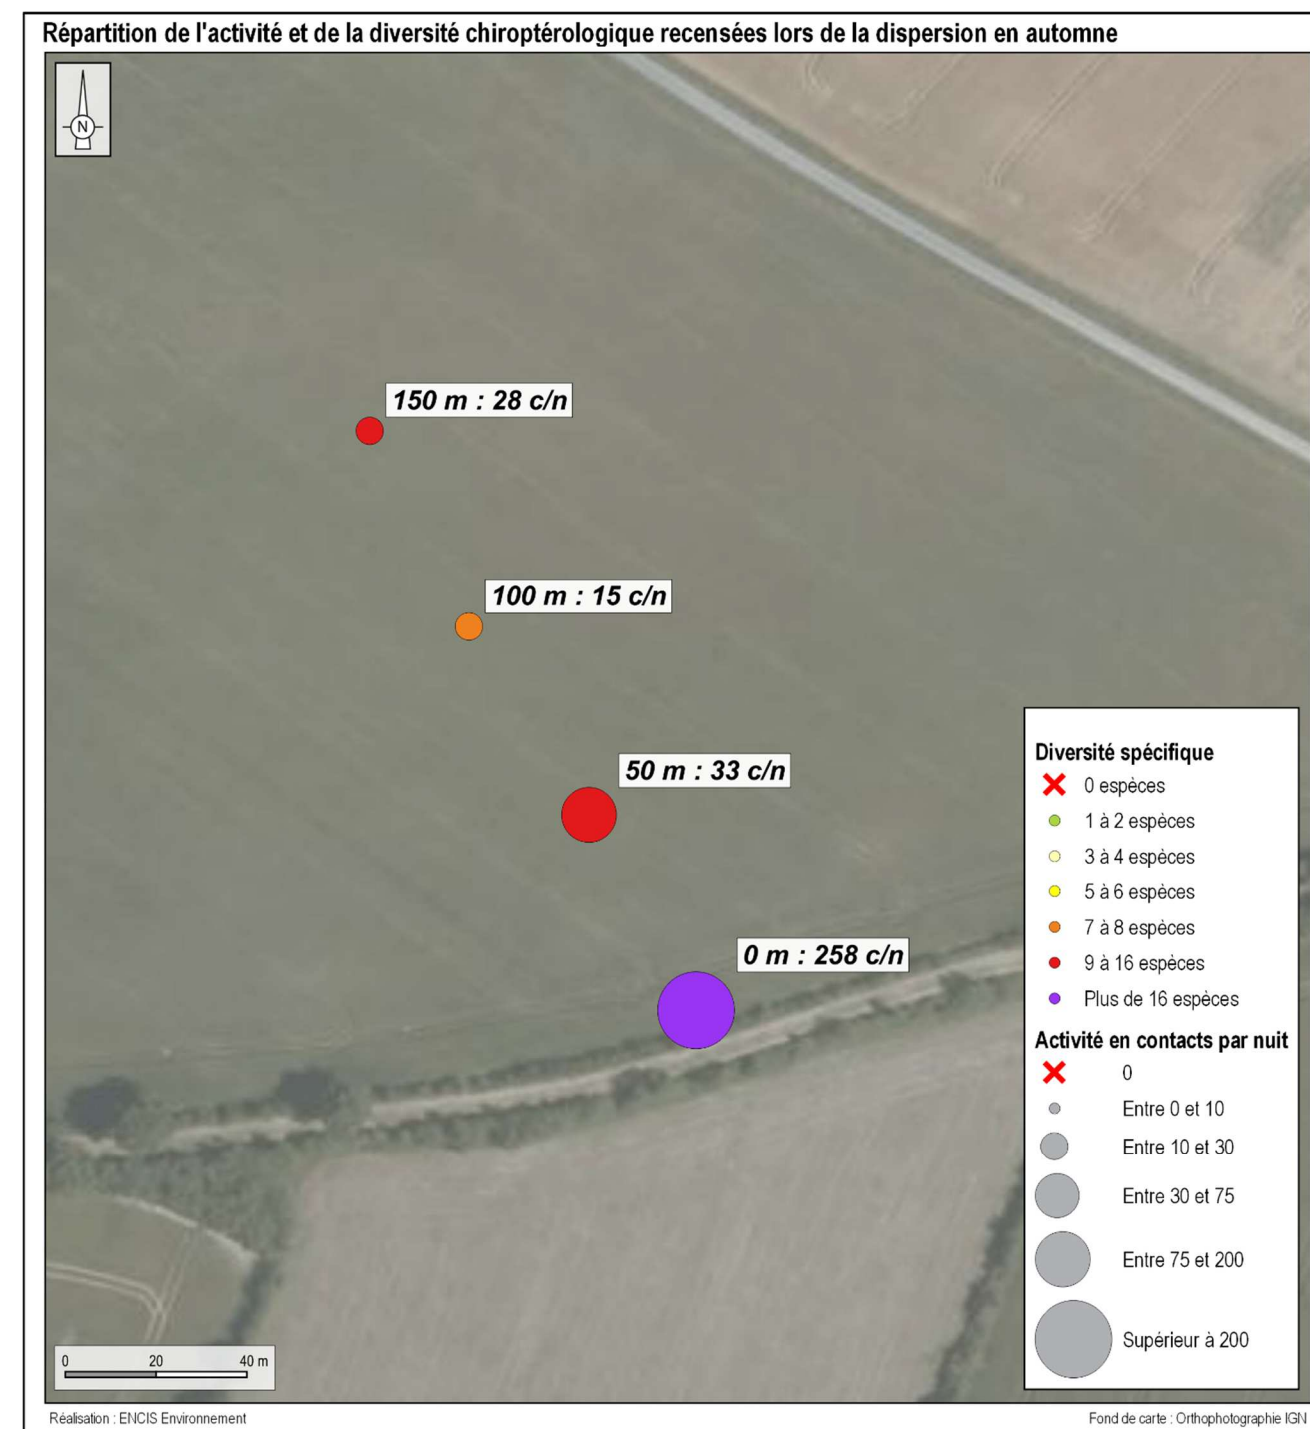 Répartition de l'activité et de la diversité chiroptérologique recensées lors de la dispersion en automne
N
150 m : 28 c/n
100 m : 15 c/n
50 m : 33 c/n
0 m : 258 c/n
Diversité spécifique
0 espèces
1 à 2 espèces
3 à 4 espèces
5 à 6 espèces
7 à 8 espèces
9 à 16 espèces
Plus de 16 espèces
Activité en contacts par nuit
0
Entre 0 et 10
Entre 10 et 30
Entre 30 et 75
Entre 75 et 200
Supérieur à 200
0 20 40 m
Réalisation : ENCIS Environnement
Fond de carte : Orthophotographie IGN